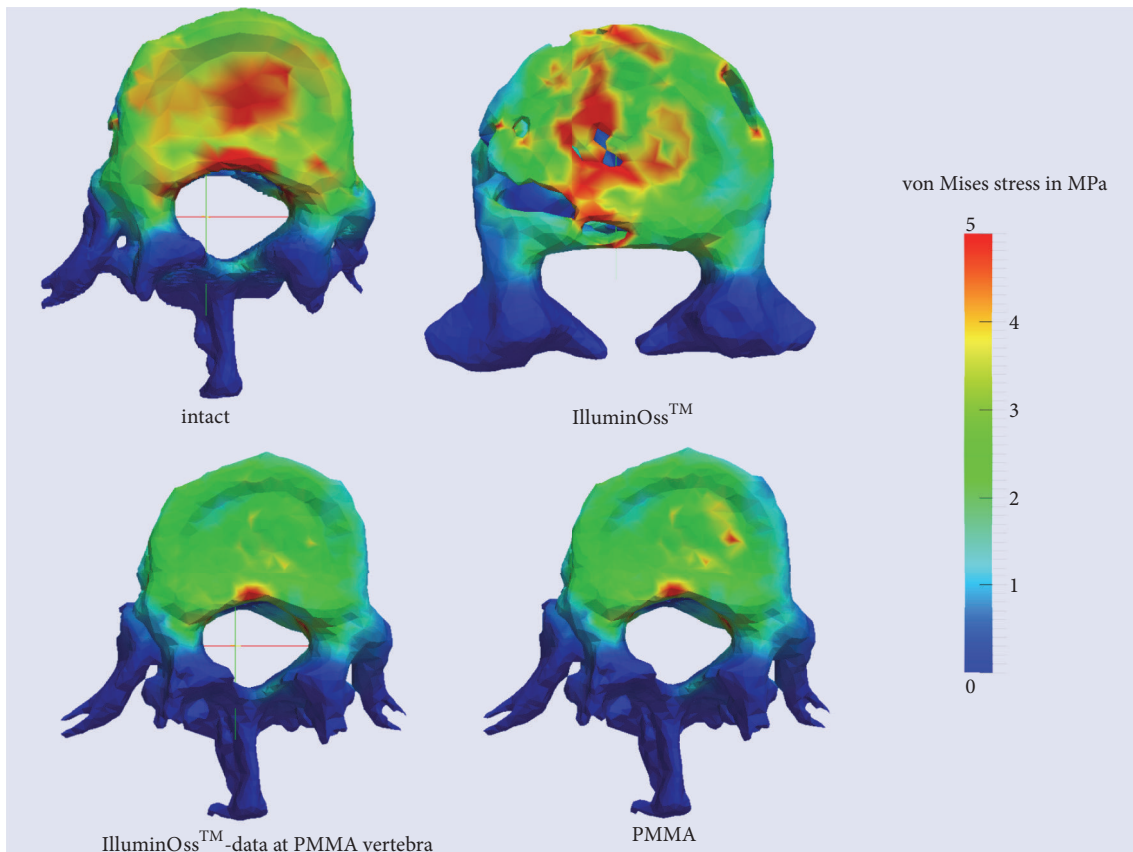 von Mises stress in MPa
5
4
3
2
1
0
intact
IlluminOss™
IlluminOss™-data at PMMA vertebra
PMMA